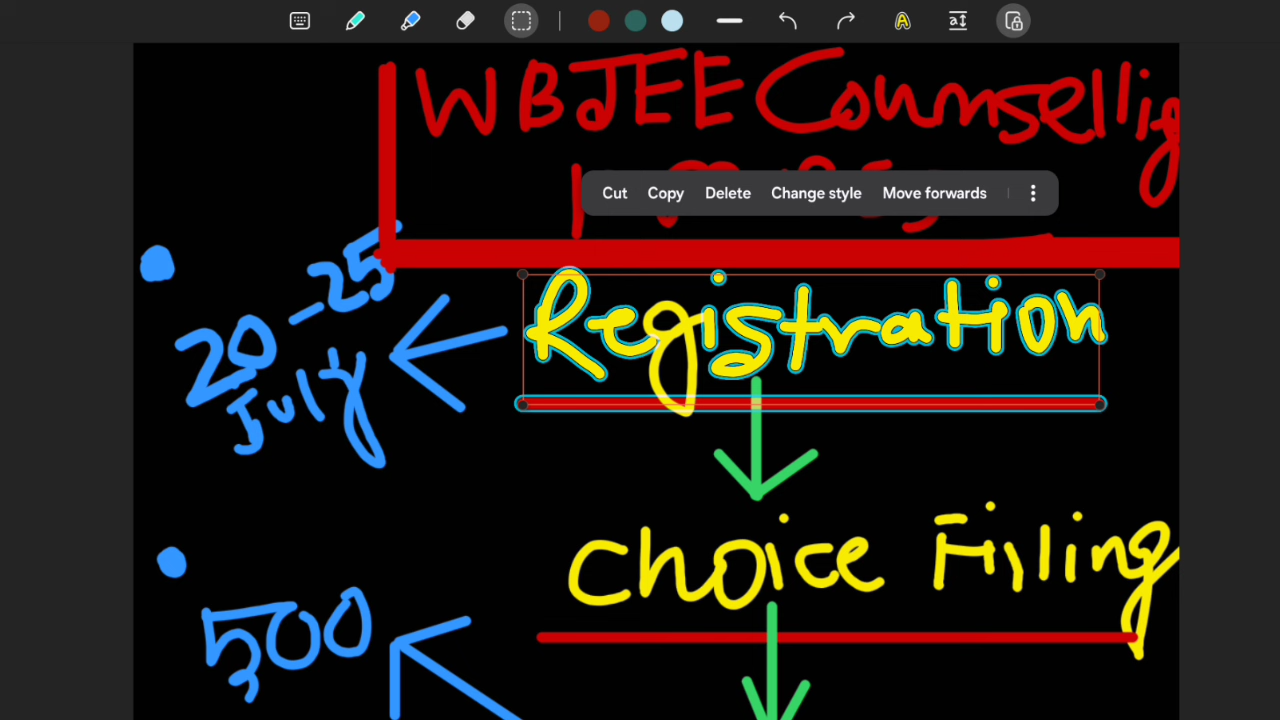 WBJEE Counsellig
Cut Copy Delete Change style Move forwards
20-25
July
Registration
Choice Filing
500